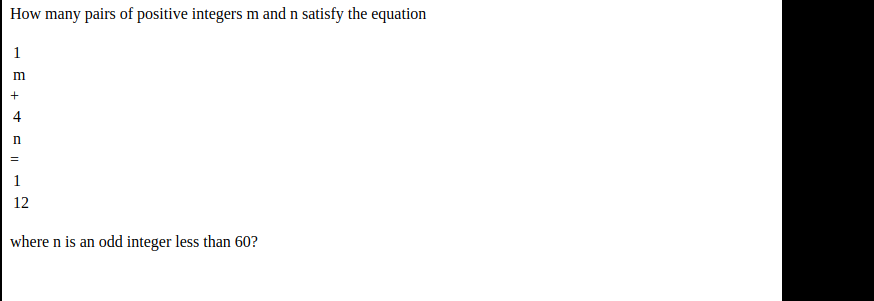 How many pairs of positive integers m and n satisfy the equation
1
m
+
4
n
=
1
12
where n is an odd integer less than 60?